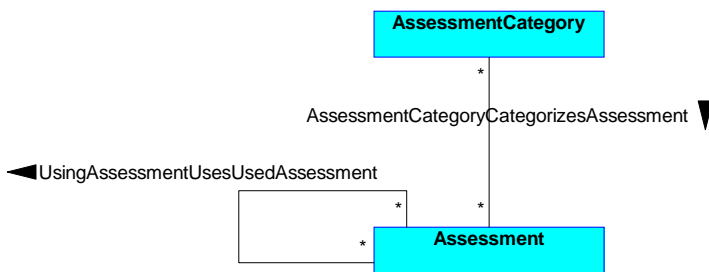 AssessmentCategory
*
AssessmentCategoryCategorizesAssessment
UsingAssessmentUsesUsedAssessment
* *
*
Assessment